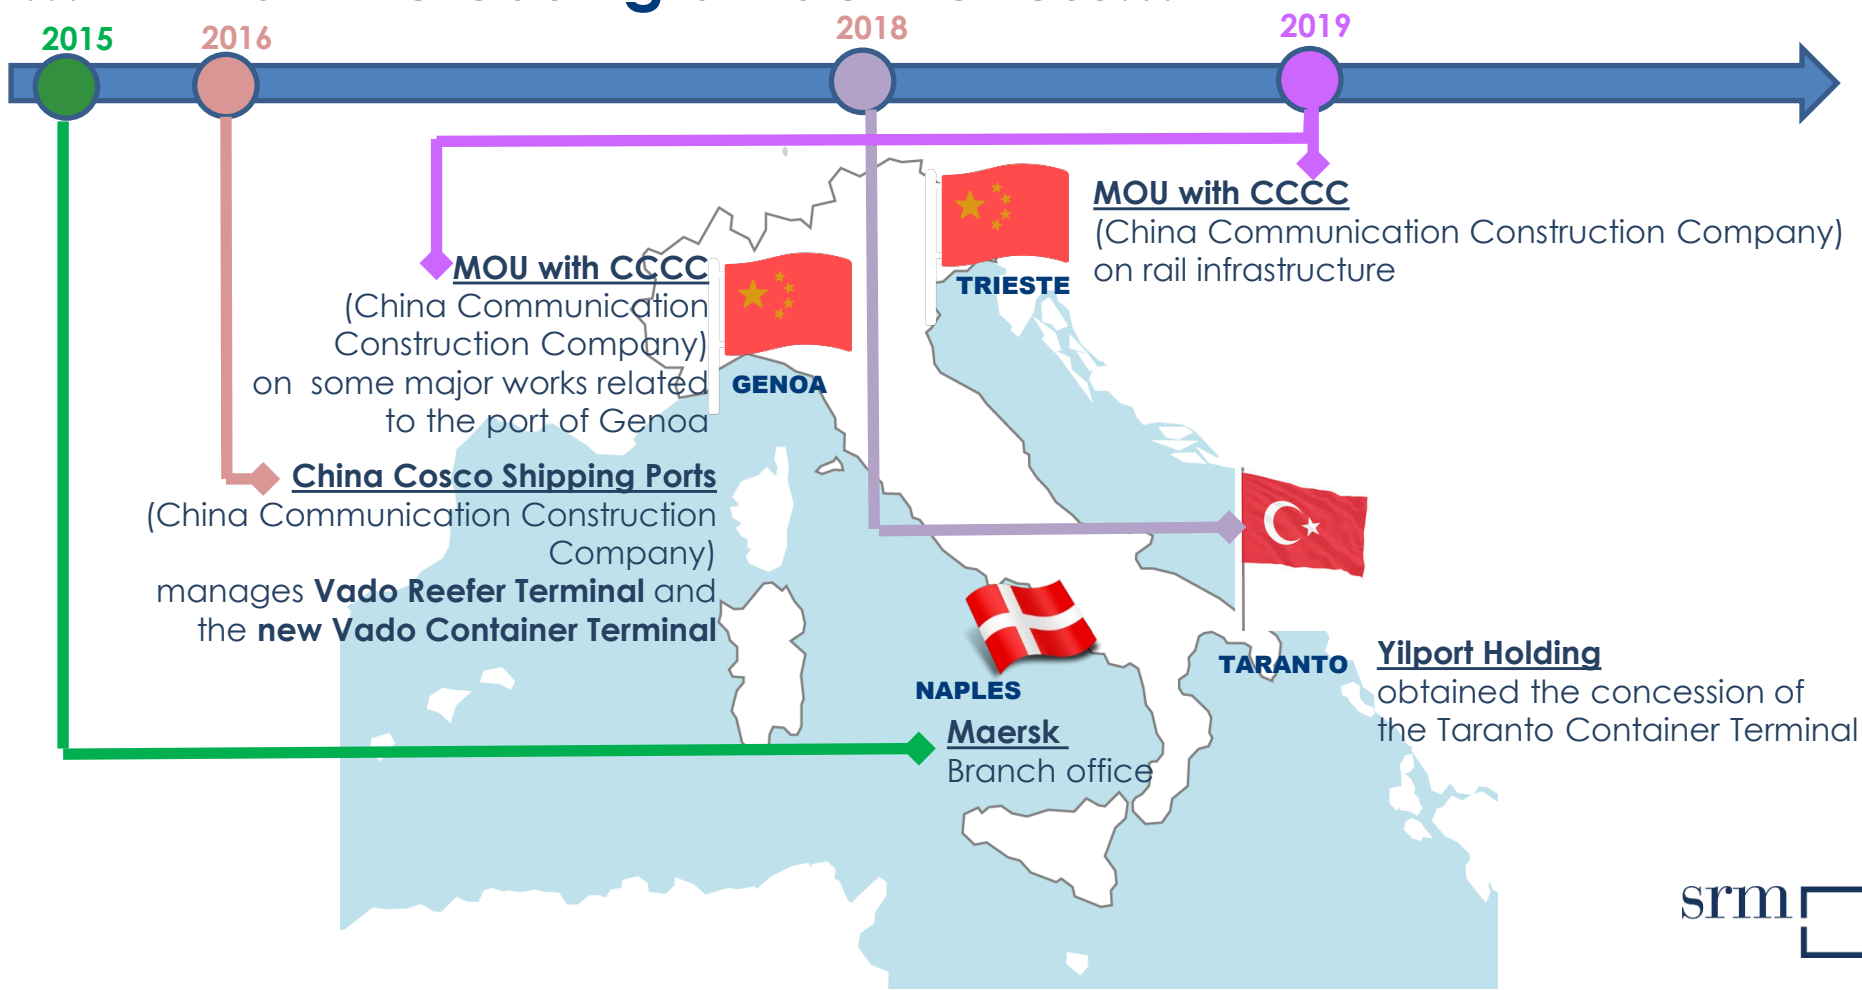 2015
2016
2018
2019
MOU with CCCC
(China Communication Construction Company)
on rail infrastructure
TRIESTE
MOU with CCCC
(China Communication
Construction Company)
on some major works related
to the port of Genoa
GENOA
China Cosco Shipping Ports
(China Communication Construction
Company)
manages Vado Reefer Terminal and
the new Vado Container Terminal
NAPLES
Maersk
Branch office
TARANTO
Yilport Holding
obtained the concession of
the Taranto Container Terminal
srm